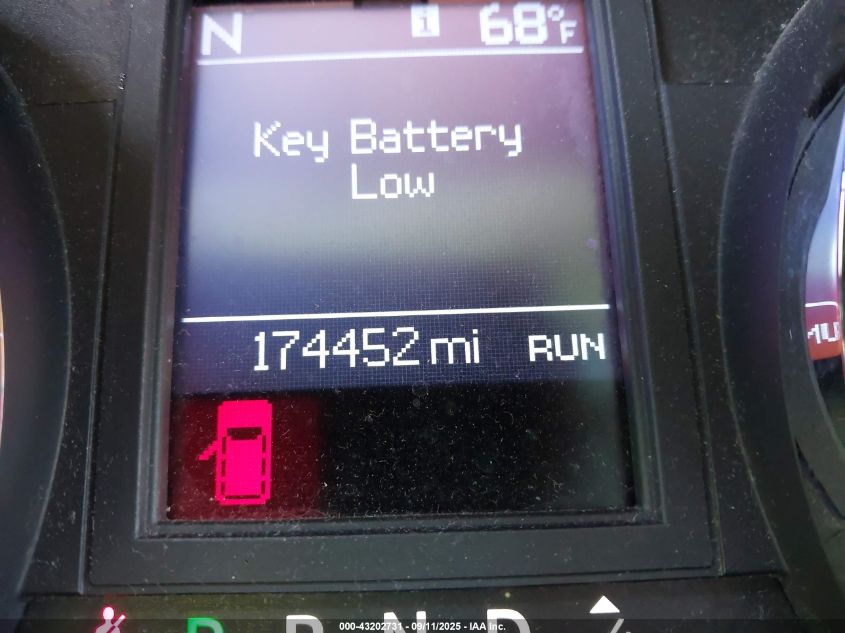 N 68°F
Key Battery
Low
174452 mi RUN
P R N D
000-43202731 - 09/11/2025 - IAA Inc.